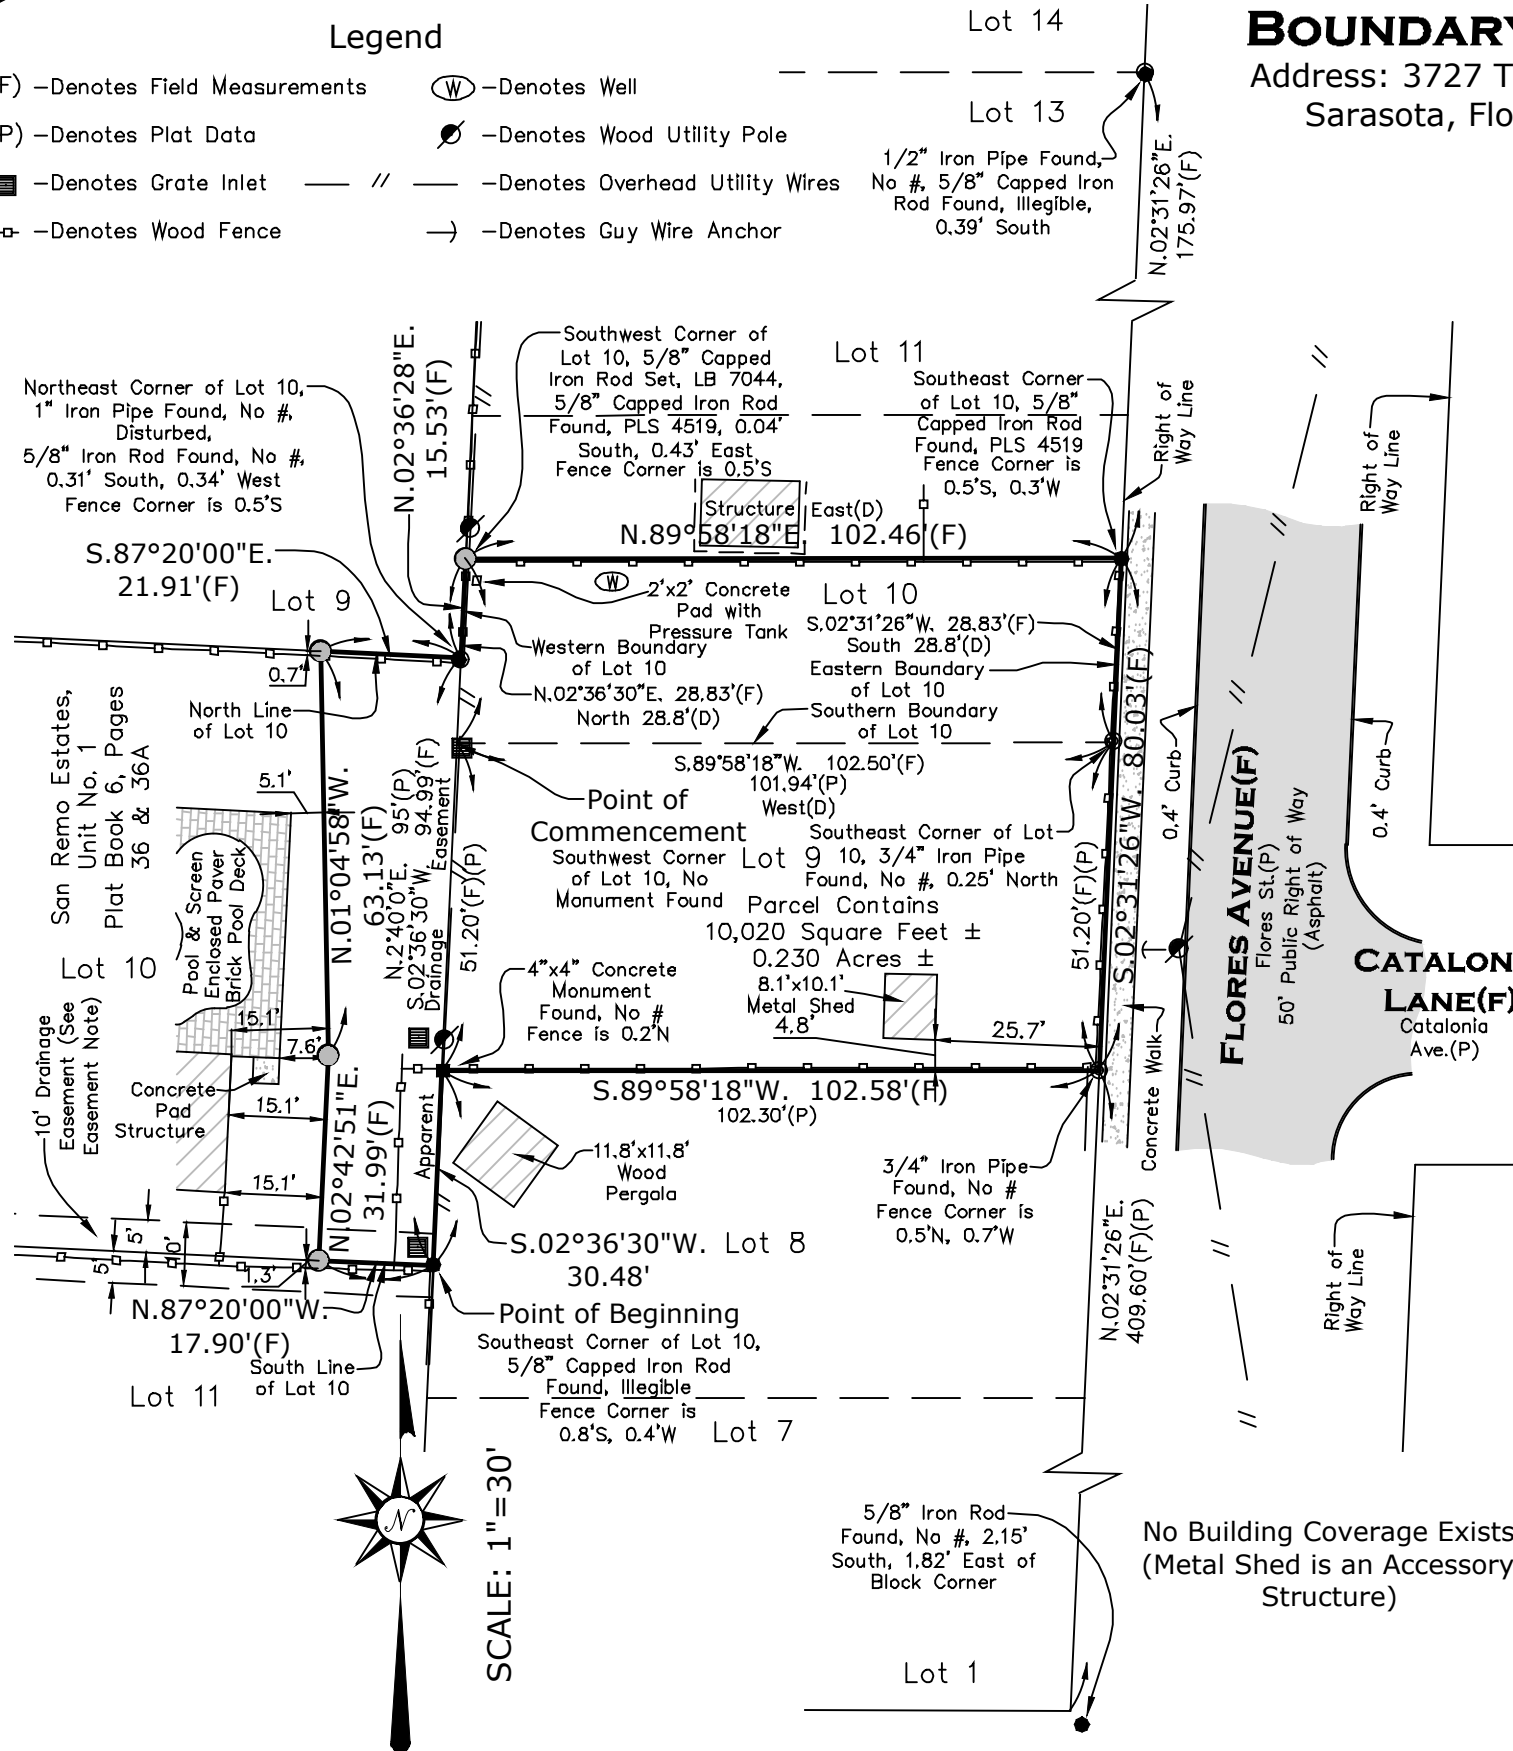 Legend
F) –Denotes Field Measurements
P) –Denotes Plat Data
–Denotes Grate Inlet
–Denotes Wood Fence
W –Denotes Well
–Denotes Wood Utility Pole
–Denotes Overhead Utility Wires
–Denotes Guy Wire Anchor
BOUNDARY
Address: 3727 T
Sarasota, Flo
Lot 14
Lot 13
1/2" Iron Pipe Found,
No #, 5/8" Capped Iron
Rod Found, Illegible,
0.39' South
N.02°31'26"E.
175.97'(F)
Northeast Corner of Lot 10,
1" Iron Pipe Found, No #,
Disturbed,
5/8" Iron Rod Found, No #,
0.31' South, 0.34' West
Fence Corner is 0.5'S
N.02°36'28"E.
15.53'(F)
Southwest Corner of
Lot 10, 5/8" Capped
Iron Rod Set, LB 7044,
5/8" Capped Iron Rod
Found, PLS 4519, 0.04'
South, 0.43' East
Fence Corner is 0.5'S
Lot 11
Southeast Corner
of Lot 10, 5/8"
Capped Iron Rod
Found, PLS 4519
Fence Corner is
0.5'S, 0.3'W
Right of
Way Line
Right of
Way Line
Structure
East(D)
N.89°58'18"E. 102.46'(F)
S.87°20'00"E.
21.91'(F)
Lot 9
W
2'x2' Concrete
Pad with
Pressure Tank
Lot 10
S.02°31'26"W. 28.83'(F)
South 28.8'(D)
Western Boundary
of Lot 10
Eastern Boundary
of Lot 10
N.02°36'30"E. 28.83'(F)
North 28.8'(D)
Southern Boundary
of Lot 10
0.7'
North Line
of Lot 10
S.89°58'18"W. 102.50'(F)
101.94'(P)
West(D)
San Remo Estates,
Unit No. 1
Plat Book 6, Pages
36 & 36A
5.1'
Pool & Screen
Enclosed Paver
Brick Pool Deck
N.01°04'58"W.
63.13'(F)
N.2°40'0"E. 95'(P)
S.02°36'30"W. 94.99'(F)
Drainage Easement
51.20'(F)(P)
Point of
Commencement
Southwest Corner
of Lot 10, No
Monument Found
Southeast Corner of Lot
10, 3/4" Iron Pipe
Found, No #, 0.25' North
Lot 9
Parcel Contains
10,020 Square Feet ±
0.230 Acres ±
51.20'(F)(P)
S.02°31'26"W. 80.03'(F)
0.4' Curb
FLORES AVENUE(F)
Flores St.(P)
50' Public Right of Way
(Asphalt)
0.4' Curb
CATALON
LANE(F)
Catalonia
Ave.(P)
Lot 10
10' Drainage
Easement (See
Easement Note)
15.1'
7.6'
Concrete
Pad
Structure
15.1'
15.1'
4"x4" Concrete
Monument
Found, No #
Fence is 0.2'N
8.1'x10.1'
Metal Shed
4.8'
25.7'
S.89°58'18"W. 102.58'(F)
102.30'(P)
Concrete Walk
N.02°42'51"E.
31.99'(F)
Apparent
11.8'x11.8'
Wood
Pergala
3/4" Iron Pipe
Found, No #
Fence Corner is
0.5'N, 0.7'W
S.02°36'30"W.
30.48'
Lot 8
5'
5'
10'
1.3'
N.87°20'00"W.
17.90'(F)
South Line
of Lot 10
Lot 11
Point of Beginning
Southeast Corner of Lot 10,
5/8" Capped Iron Rod
Found, Illegible
Fence Corner is
0.8'S, 0.4'W
Lot 7
N.02°31'26"E.
409.60'(F)(P)
Right of
Way Line
N
SCALE: 1"=30'
5/8" Iron Rod
Found, No #, 2.15'
South, 1.82' East of
Block Corner
No Building Coverage Exists
(Metal Shed is an Accessory
Structure)
Lot 1